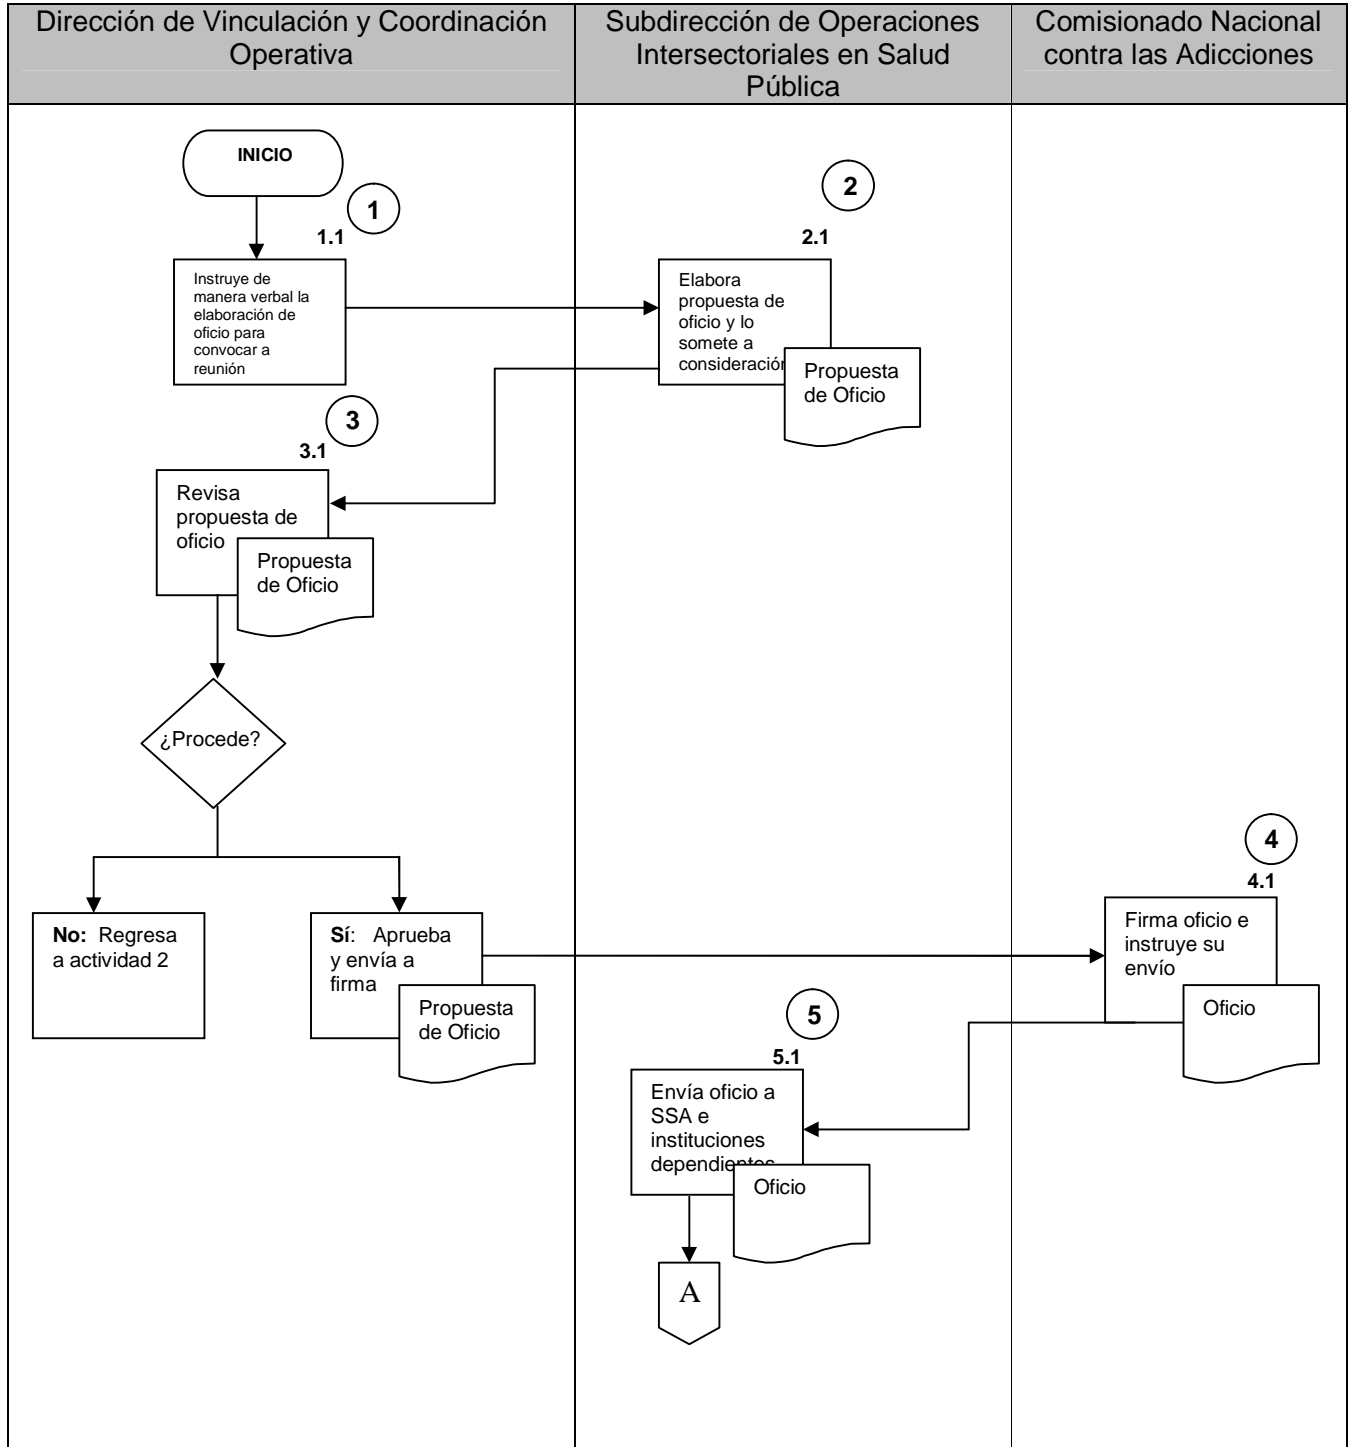 Dirección de Vinculación y Coordinación
Operativa
Subdirección de Operaciones
Intersectoriales en Salud
Pública
Comisionado Nacional
contra las Adicciones
INICIO
1
1.1
Instruye de
manera verbal la
elaboración de
oficio para
convocar a
reunión
2
2.1
Elabora
propuesta de
oficio y lo
somete a
consideración
Propuesta
de Oficio
3
3.1
Revisa
propuesta de
oficio
Propuesta
de Oficio
¿Procede?
No: Regresa
a actividad 2
Sí: Aprueba
y envía a
firma
Propuesta
de Oficio
4
4.1
Firma oficio e
instruye su
envío
Oficio
5
5.1
Envía oficio a
SSA e
instituciones
dependientes
Oficio
A